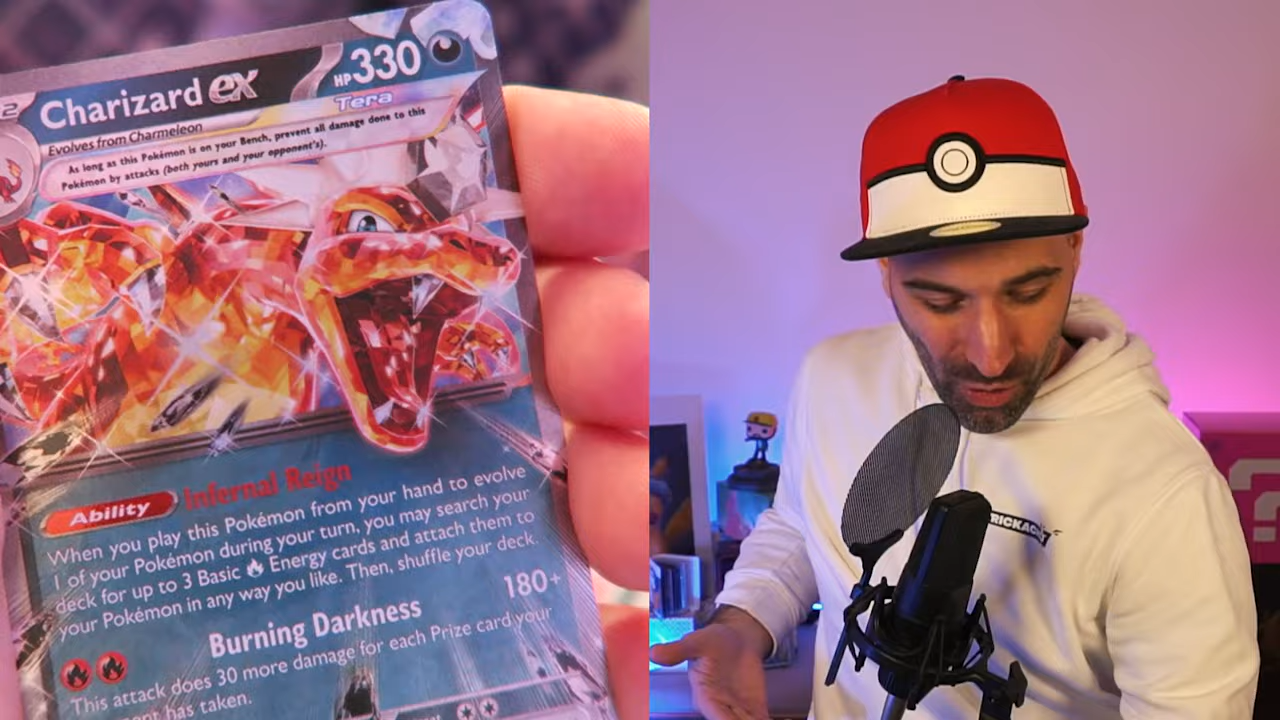 2
Charizard ex
HP 330
Tera
Evolves from Charmeleon
As long as this Pokémon is on your Bench, prevent all damage done to this
Pokémon by attacks (both yours and your opponent's).
Ability Infernal Reign
When you play this Pokémon from your hand to evolve
1 of your Pokémon during your turn, you may search your
deck for up to 3 Basic Energy cards and attach them to
your Pokémon in any way you like. Then, shuffle your deck.
Burning Darkness 180+
This attack does 30 more damage for each Prize card your
has taken.